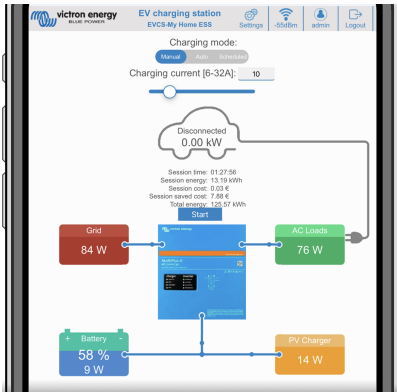 victron energy
BLUE POWER
EV charging station
EVCS-My Home ESS
Settings
-55dBm
admin
Logout
Charging mode:
Manual Auto Scheduled
Charging current [6-32A]: 10
Disconnected
0.00 kW
Session time: 01:27:56
Session energy: 13.19 kWh
Session cost: 0.03 €
Session saved cost: 7.88 €
Total energy: 125.57 kWh
Start
Grid
84 W
victron energy
AC Loads
76 W
+ Battery -
58 %
9 W
PV Charger
14 W